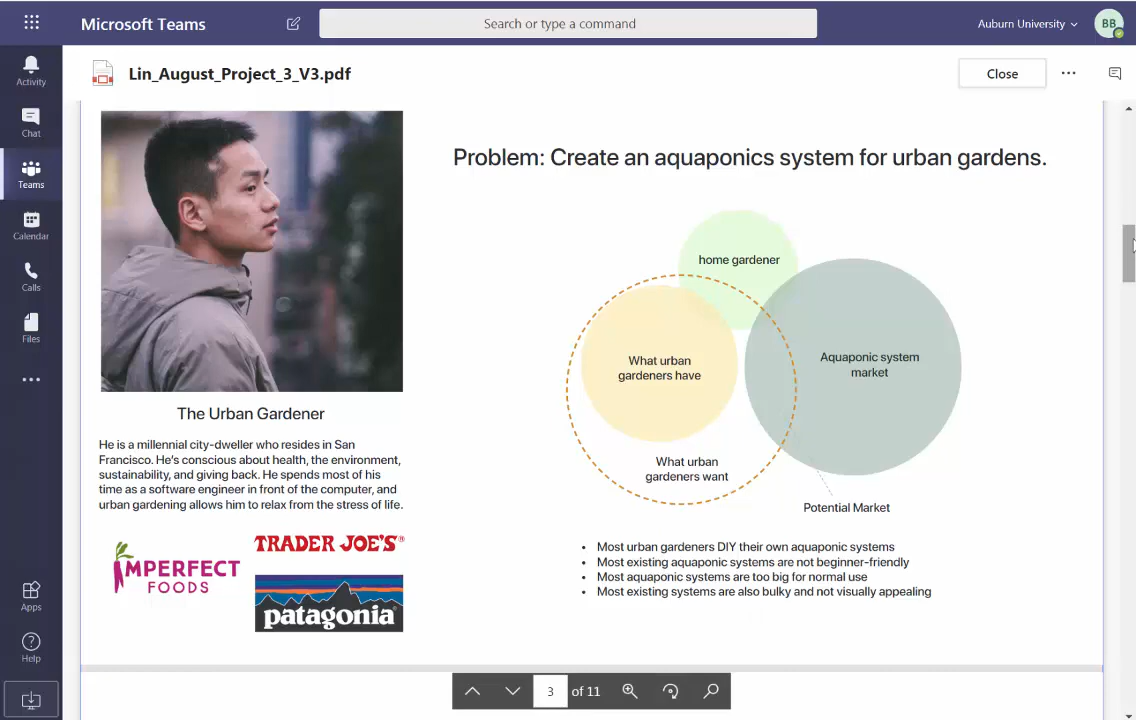 Microsoft Teams
Search or type a command
Auburn University
BB
Activity
Chat
Teams
Calendar
Calls
Files
Apps
Help
Lin_August_Project_3_V3.pdf
Close
The Urban Gardener
He is a millennial city-dweller who resides in San
Francisco. He's conscious about health, the environment,
sustainability, and giving back. He spends most of his
time as a software engineer in front of the computer, and
urban gardening allows him to relax from the stress of life.
IMPERFECT
FOODS
TRADER JOE'S®
patagonia®
Problem: Create an aquaponics system for urban gardens.
home gardener
What urban
gardeners have
Aquaponic system
market
What urban
gardeners want
Potential Market
• Most urban gardeners DIY their own aquaponic systems
• Most existing aquaponic systems are not beginner-friendly
• Most aquaponic systems are too big for normal use
• Most existing systems are also bulky and not visually appealing
3 of 11